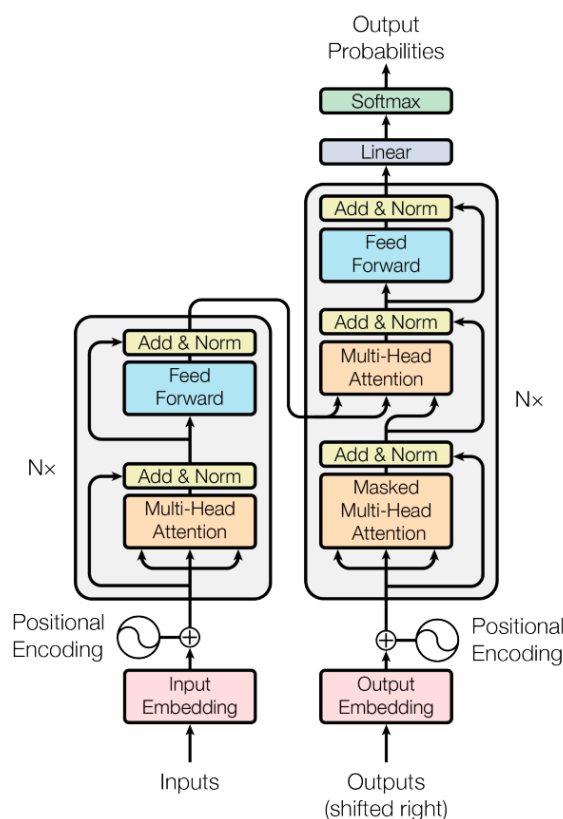 Output
Probabilities
Softmax
Linear
Add & Norm
Feed
Forward
Add & Norm
Multi-Head
Attention
Add & Norm
Masked
Multi-Head
Attention
N×
Add & Norm
Feed
Forward
N×
Add & Norm
Multi-Head
Attention
Positional
Encoding
Positional
Encoding
Input
Embedding
Output
Embedding
Inputs
Outputs
(shifted right)